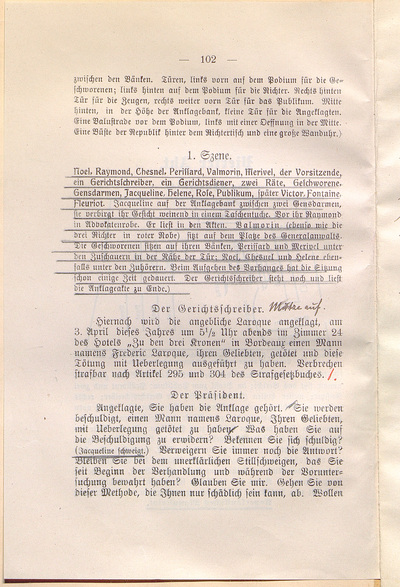 — 102 —
zwischen den Bänken. Türen, links vorn auf dem Podium für die Ge-
schworenen; links hinten auf dem Podium für die Richter. Rechts hinten
Tür für die Zeugen, rechts weiter vorn Tür für das Publikum. Mitte
hinten, in der Höhe der Anklagebank, kleine Tür für die Angeklagten.
Eine Balustrade vor dem Podium, links mit einer Oeffnung in der Mitte.
Eine Büste der Republik hinter dem Richtertisch und eine große Wanduhr.)
1. Szene.
Noel, Raymond, Chesnel, Perissard, Valmorin, Merivel, der Vorsitzende,
ein Gerichtschreiber, ein Gerichtsdiener, zwei Räte, Geschworene-
Gensdarmen, Jacqueline, Helene, Rose, Publikum, später Victor, Fontaine,
Fleuriot. Jacqueline auf der Anklagebank zwischen zwei Gensdarmen,
sie verbirgt ihr Gesicht weinend in einem Taschentuche. Vor ihr Raymond
in Advokatenrobe. Er liest in den Akten. Valmorin (ebenso wie die
drei Richter in roter Robe) sitzt auf dem Platze des Generalanwalts.
Die Geschworenen sitzen auf ihren Bänken, Perissard und Merivel unter
den Zuschauern in der Nähe der Tür; Noel, Chesnel und Helene eben-
falls unter den Zuhörern. Beim Aufgehen des Vorhanges hat die Sitzung
schon einige Zeit gedauert. Der Gerichtschreiber steht noch und liest
die Anklageakte zu Ende.)
Der Gerichtschreiber. Mütze auf.
Hiernach wird die angebliche Laroque angeklagt, am
3. April dieses Jahres um 5½ Uhr abends im Zimmer 24
des Hotels „Zu den drei Kronen“ in Bordeaux einen Mann
namens Frederic Laroque, ihren Geliebten, getötet und diese
Tötung mit Ueberlegung ausgeführt zu haben. Verbrechen
strafbar nach Artikel 295 und 304 des Strafgesetzbuches.
Der Präsident.
Angeklagte, Sie haben die Anklage gehört. Sie werden
beschuldigt, einen Mann namens Laroque, Ihren Geliebten,
mit Ueberlegung getötet zu haben. Was haben Sie auf
die Beschuldigung zu erwidern? Bekennen Sie sich schuldig?
(Jacqueline schweigt.) Verweigern Sie immer noch die Antwort?
Bleiben Sie bei dem unerklärlichen Stillschweigen, das Sie
seit Beginn der Verhandlung und während der Vorunter-
suchung bewahrt haben? Glauben Sie mir. Gehen Sie von
dieser Methode, die Ihnen nur schädlich sein kann, ab. Wollen